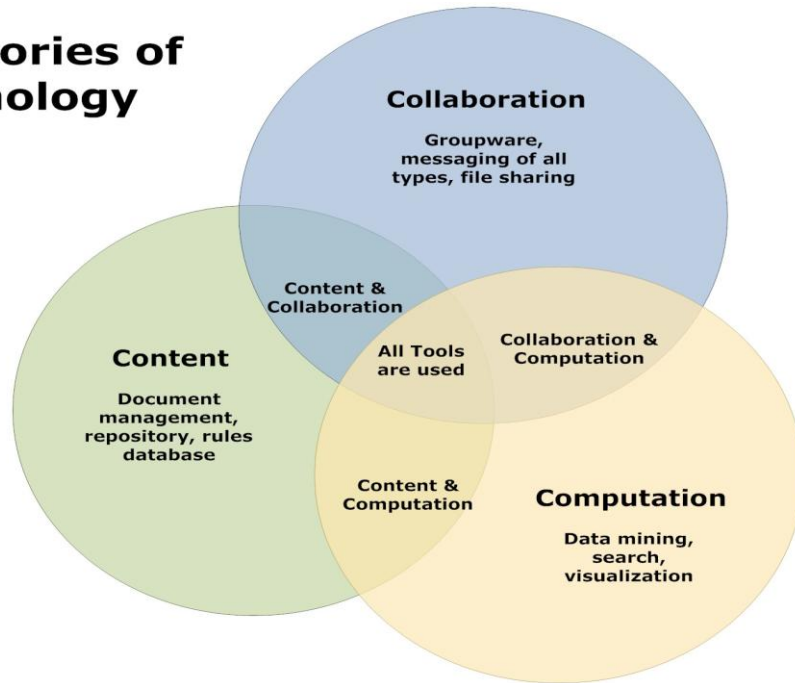 ories of
nology
Collaboration
Groupware,
messaging of all
types, file sharing
Content &
Collaboration
All Tools
are used
Collaboration &
Computation
Content
Document
management,
repository, rules
database
Content &
Computation
Computation
Data mining,
search,
visualization